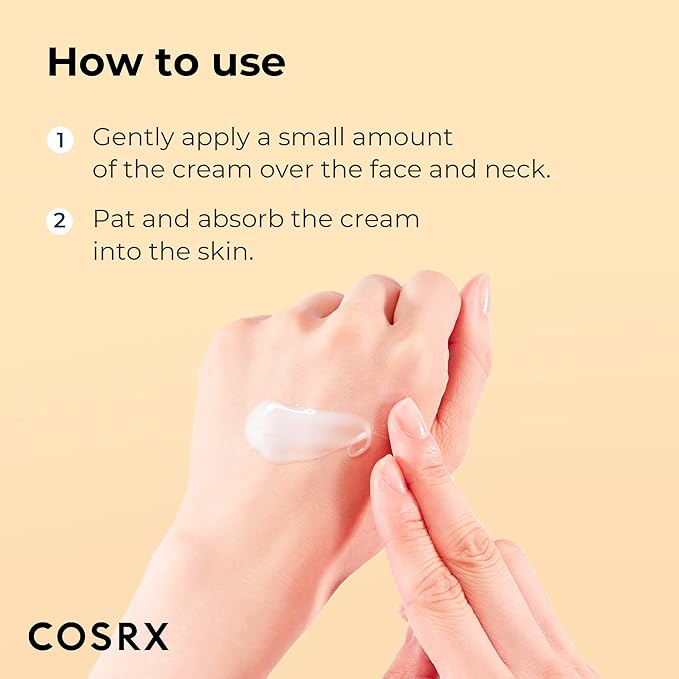 How to use
1 Gently apply a small amount
of the cream over the face and neck.
2 Pat and absorb the cream
into the skin.
COSRX